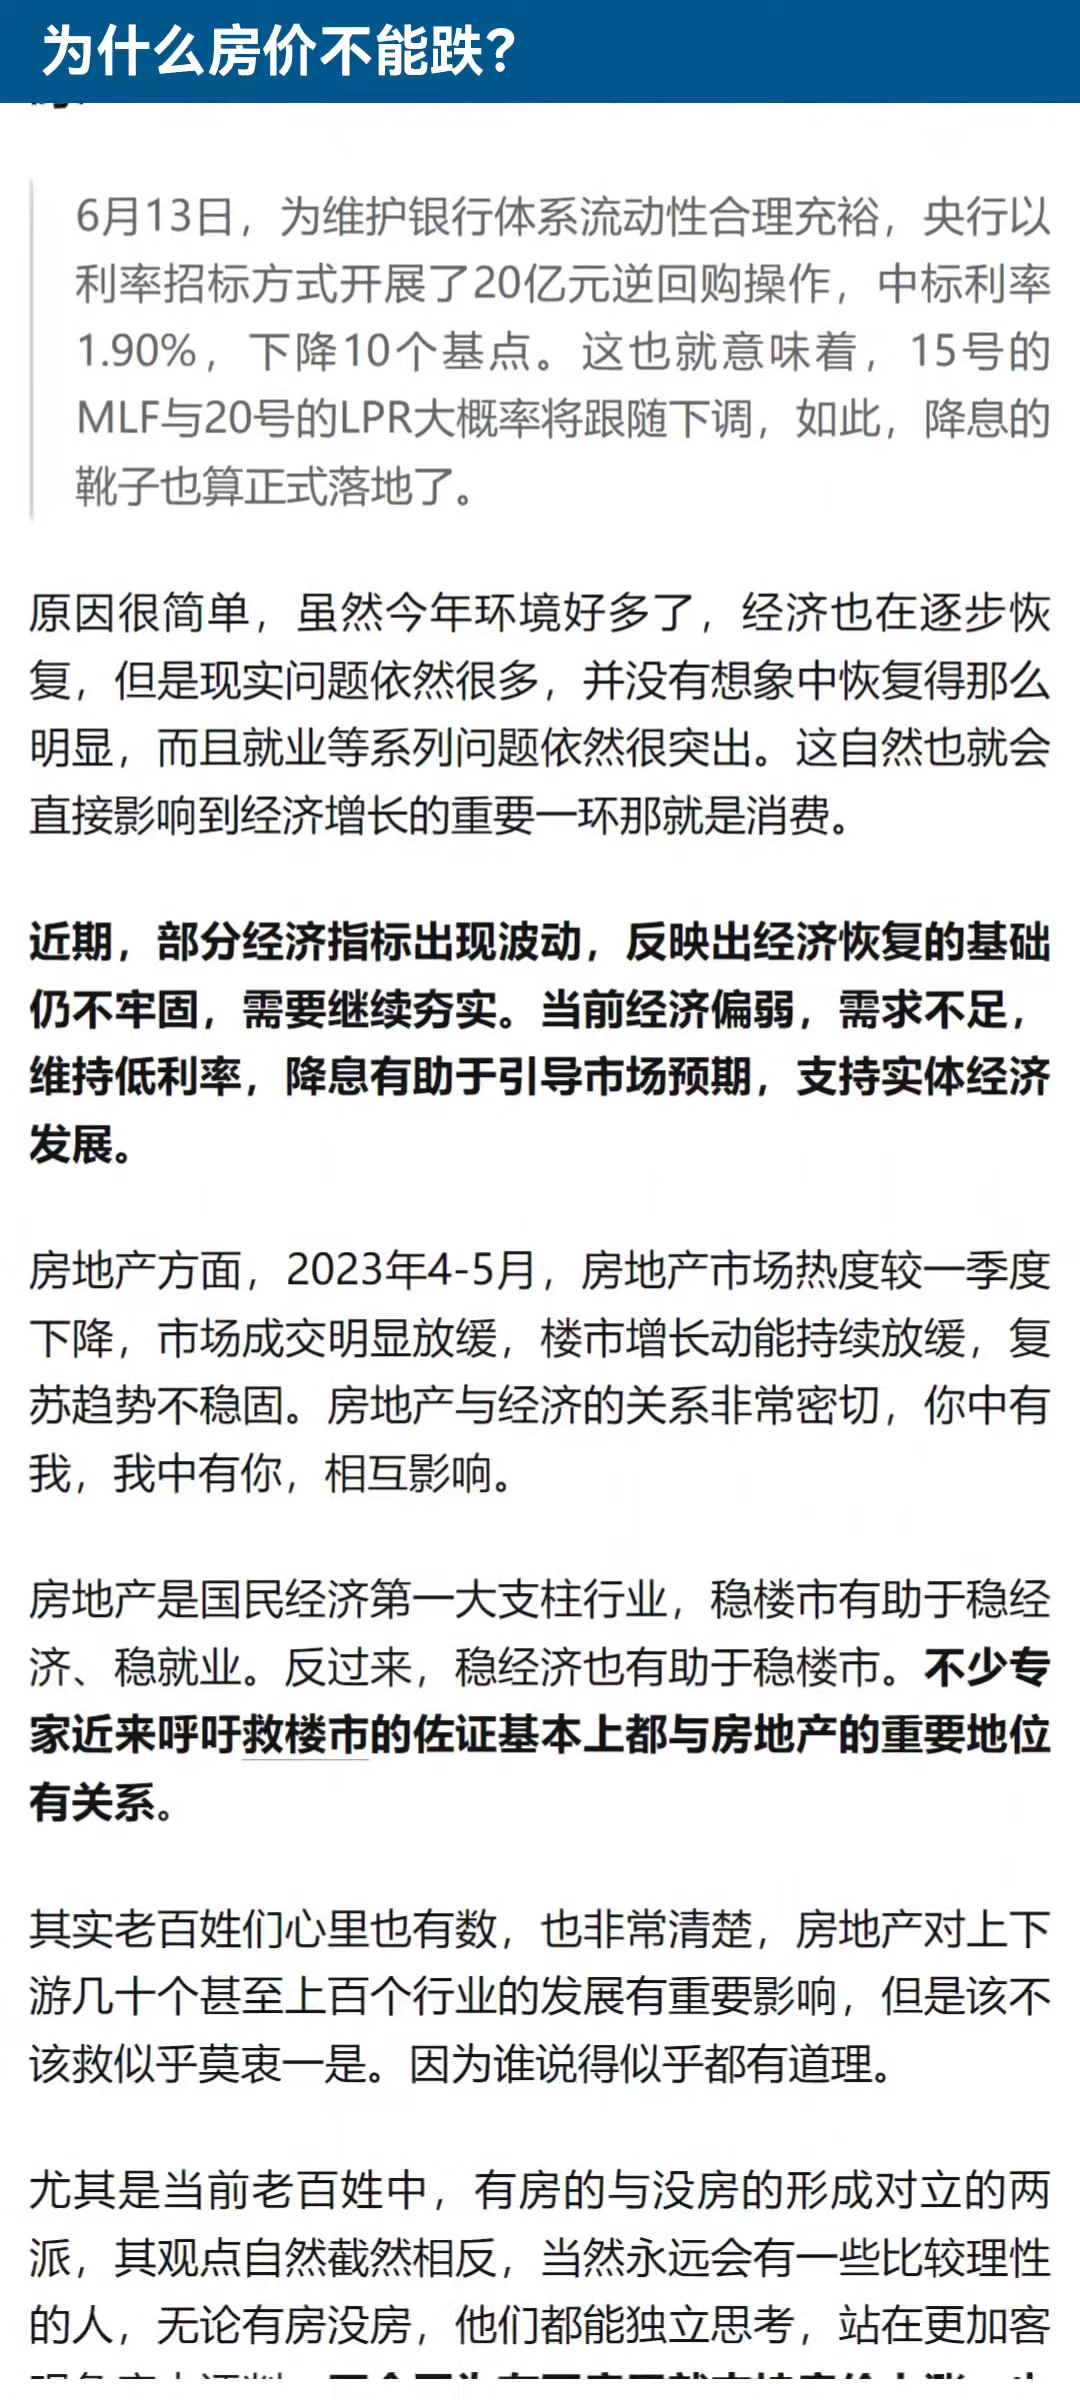 为什么房价不能跌？
6月13日，为维护银行体系流动性合理充裕，央行以
利率招标方式开展了20亿元逆回购操作，中标利率
1.90%，下降10个基点。这也就意味着，15号的
MLF与20号的LPR大概率将跟随下调，如此，降息的
靴子也算正式落地了。
原因很简单，虽然今年环境好多了，经济也在逐步恢
复，但是现实问题依然很多，并没有想象中恢复得那么
明显，而且就业等系列问题依然很突出。这自然也就会
直接影响到经济增长的重要一环那就是消费。
近期，部分经济指标出现波动，反映出经济恢复的基础
仍不牢固，需要继续夯实。当前经济偏弱，需求不足，
维持低利率，降息有助于引导市场预期，支持实体经济
发展。
房地产方面，2023年4-5月，房地产市场热度较一季度
下降，市场成交明显放缓，楼市增长动能持续放缓，复
苏趋势不稳固。房地产与经济的关系非常密切，你中有
我，我中有你，相互影响。
房地产是国民经济第一大支柱行业，稳楼市有助于稳经
济、稳就业。反过来，稳经济也有助于稳楼市。不少专
家近来呼吁救楼市的佐证基本上都与房地产的重要地位
有关系。
其实老百姓们心里也有数，也非常清楚，房地产对上下
游几十个甚至上百个行业的发展有重要影响，但是该不
该救似乎莫衷一是。因为谁说得似乎都有道理。
尤其是当前老百姓中，有房的与没房的形成对立的两
派，其观点自然截然相反，当然永远会有一些比较理性
的人，无论有房没房，他们都能独立思考，站在更加客